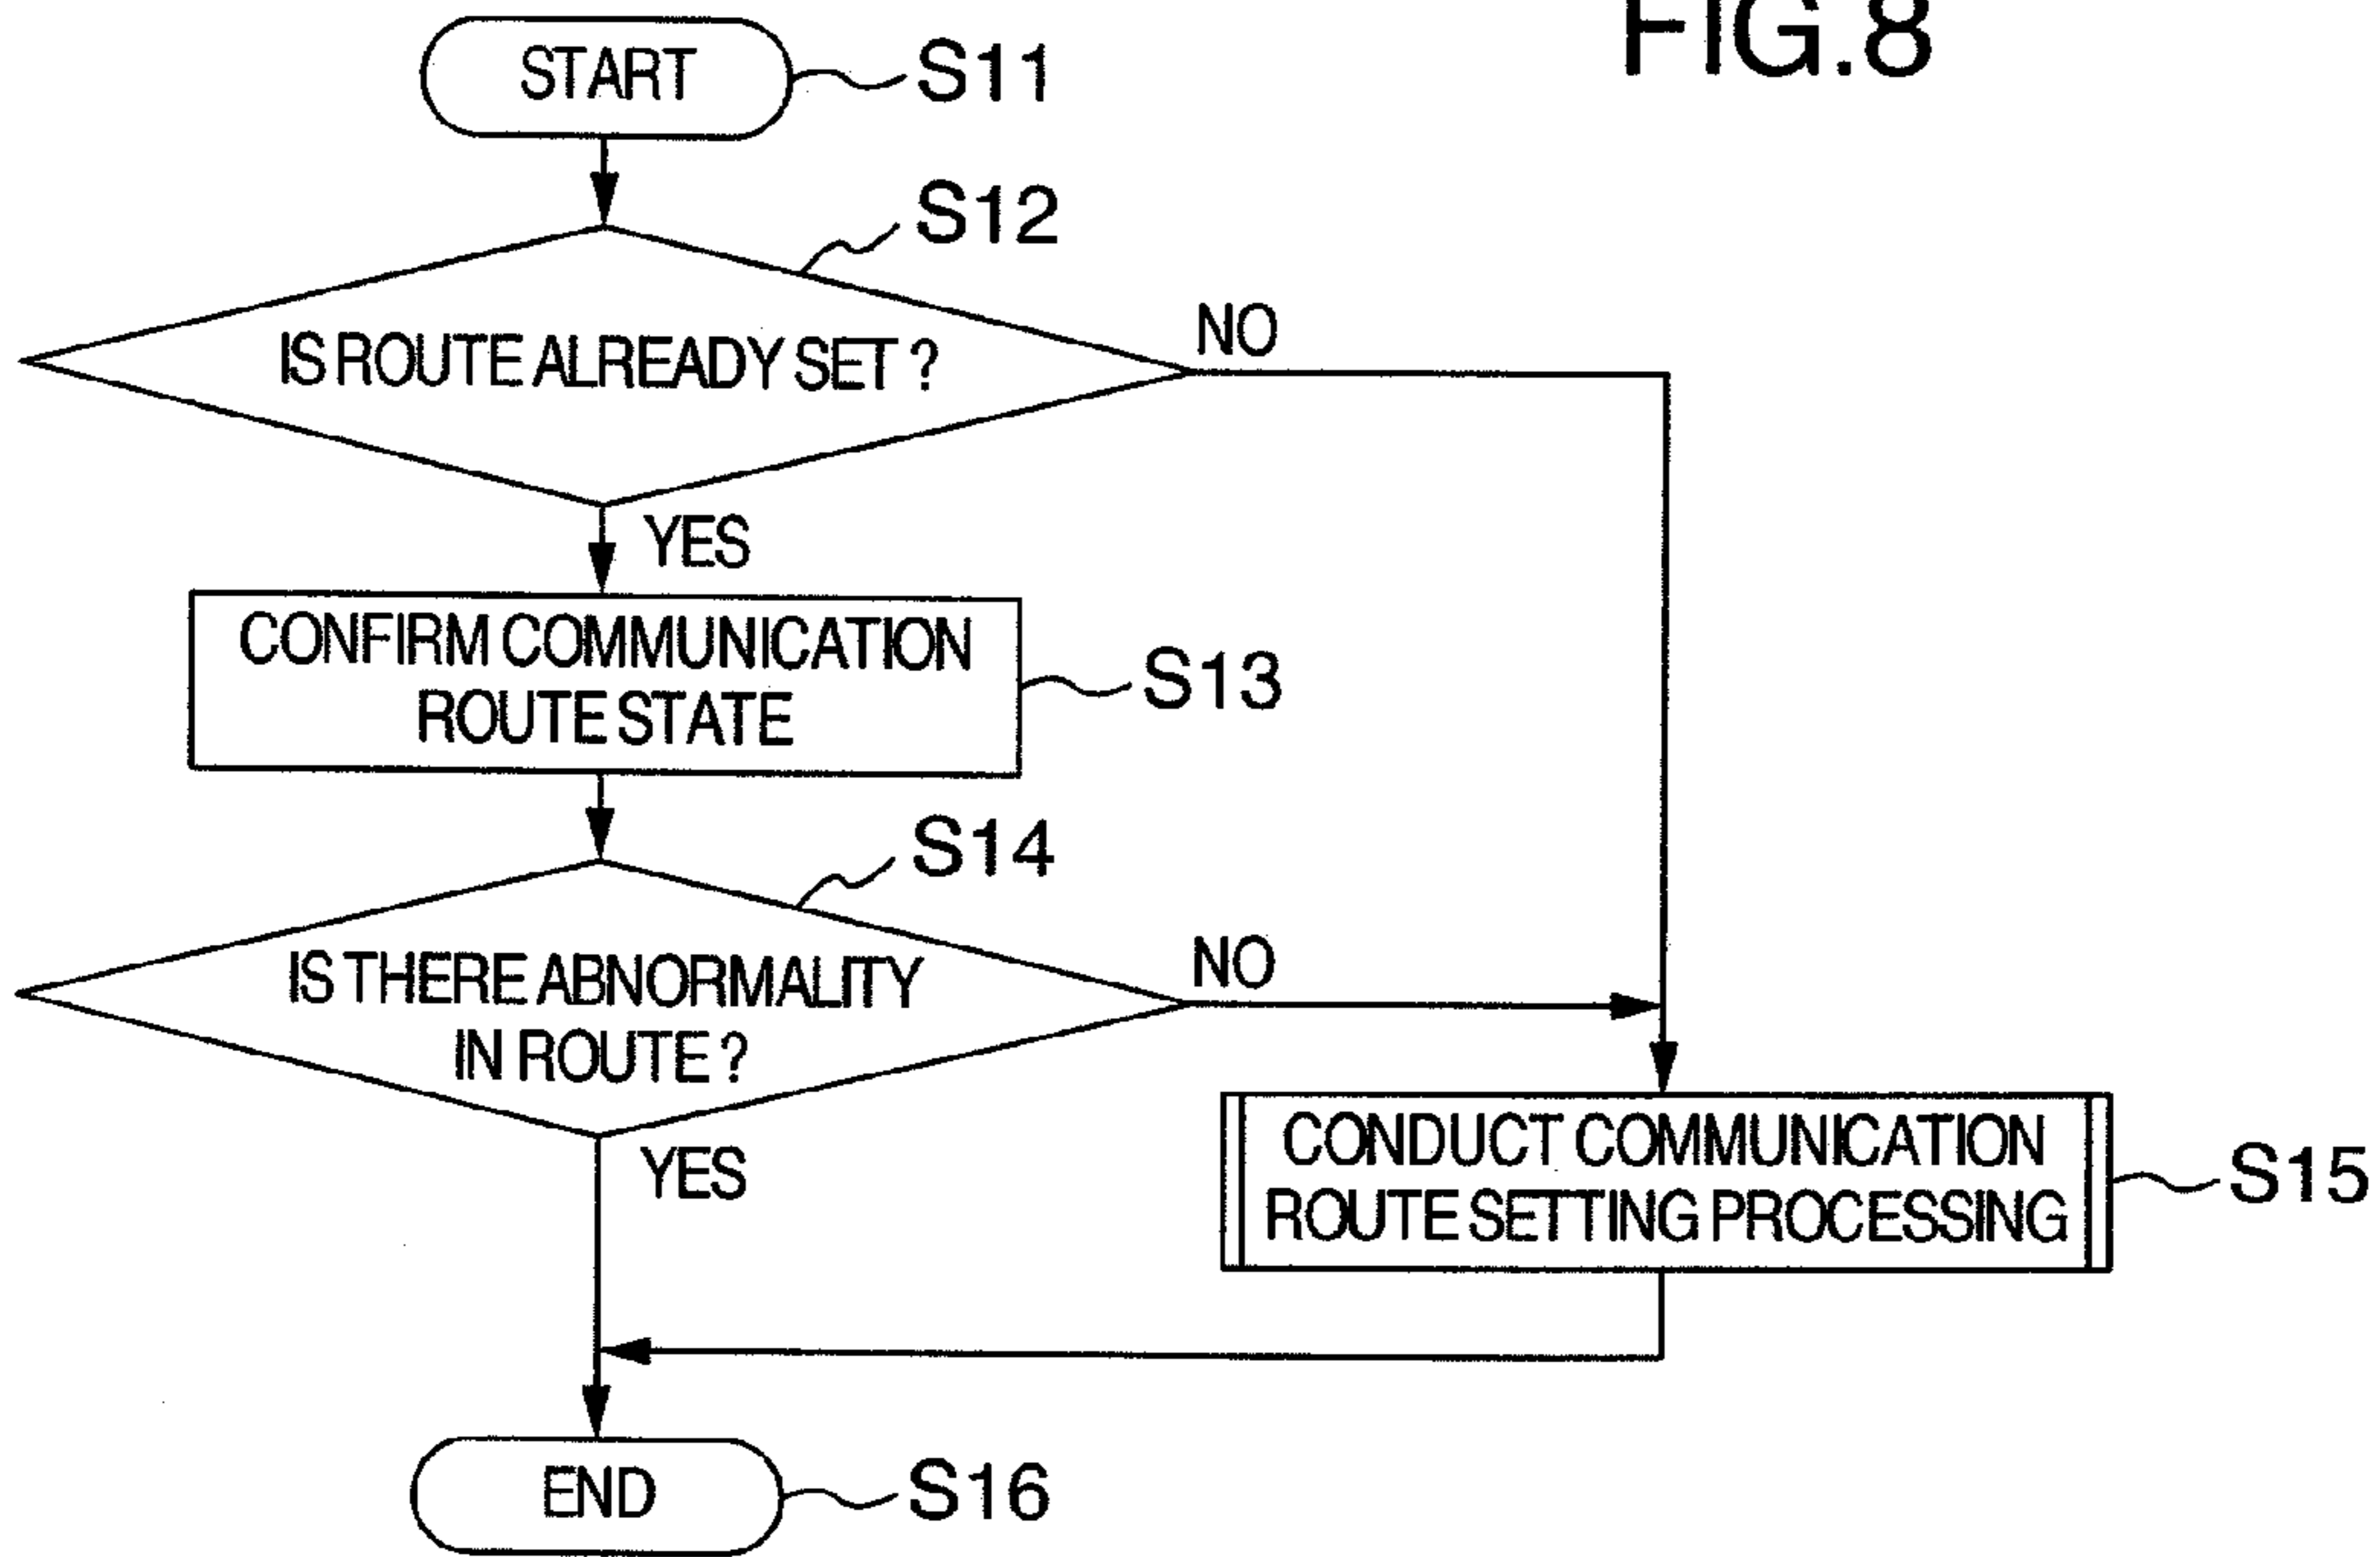 FIG.8
START
S11
S12
IS ROUTE ALREADY SET ?
NO
YES
CONFIRM COMMUNICATION
ROUTE STATE
S13
S14
IS THERE ABNORMALITY
IN ROUTE ?
NO
YES
CONDUCT COMMUNICATION
ROUTE SETTING PROCESSING
S15
END
S16